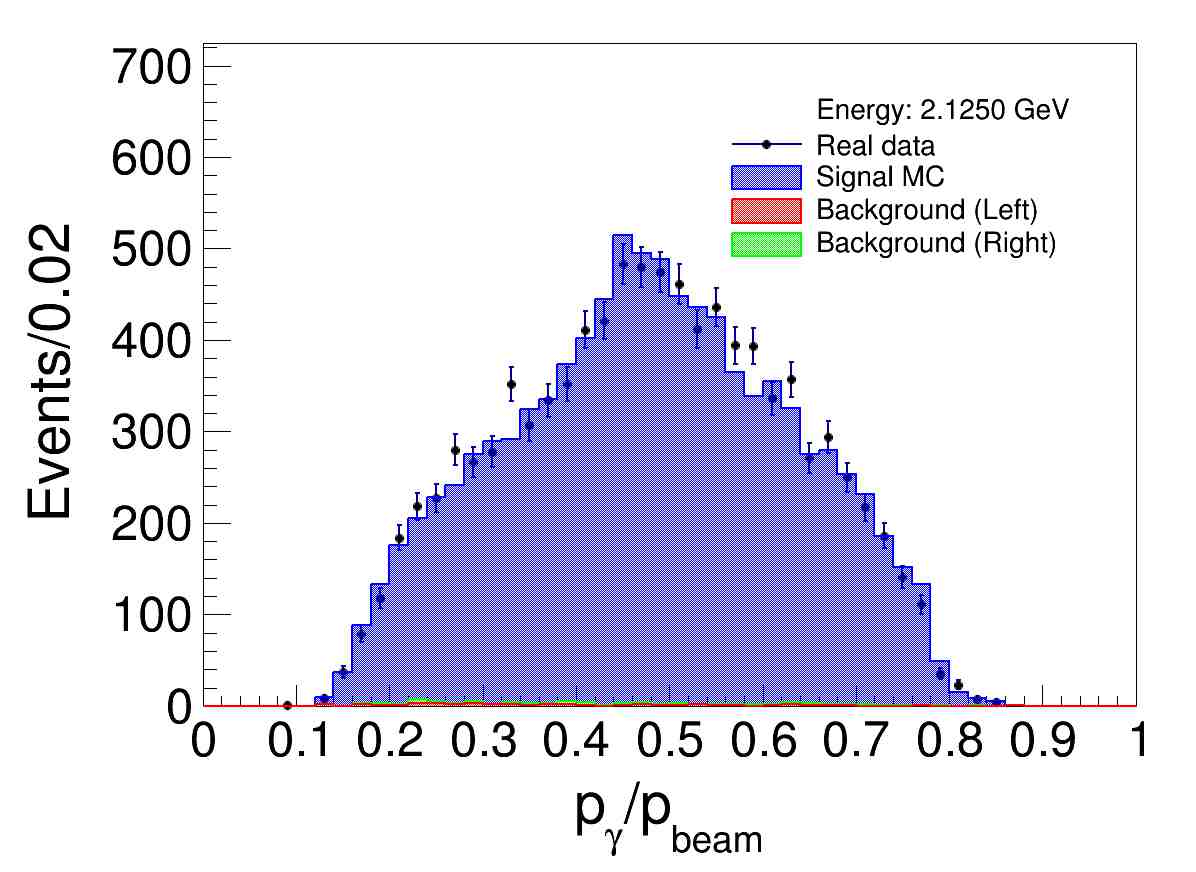 700
600
500
400
300
200
100
0
Events/0.02
Energy: 2.1250 GeV
Real data
Signal MC
Background (Left)
Background (Right)
0 0.1 0.2 0.3 0.4 0.5 0.6 0.7 0.8 0.9 1
pγ/pbeam